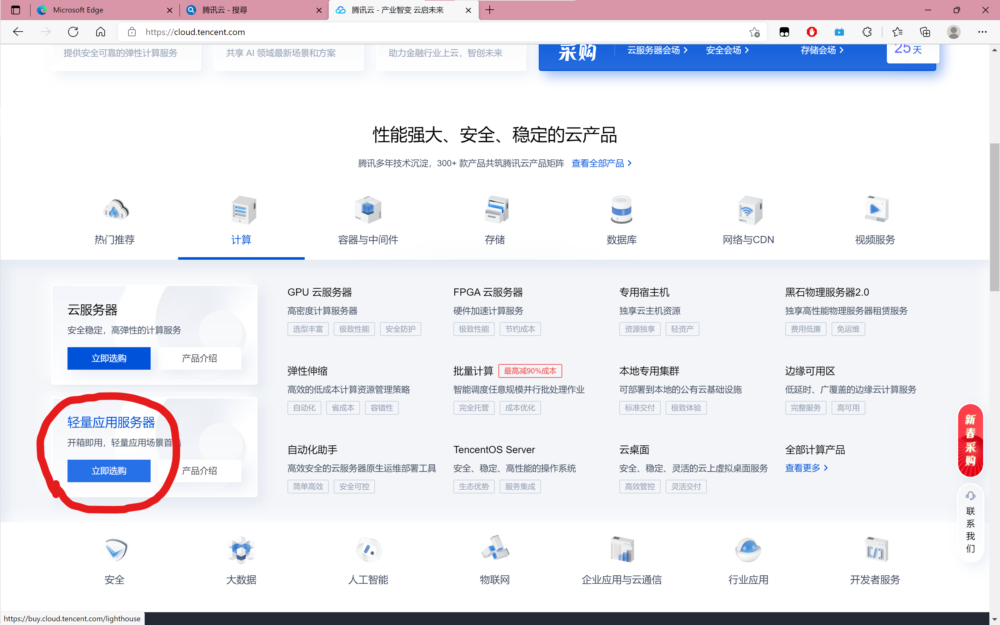 Microsoft Edge
腾讯云 - 搜尋
腾讯云 - 产业智变 云启未来
https://cloud.tencent.com
提供安全可靠的弹性计算服务
共享 AI 领域最新场景和方案
助力金融行业上云，智创未来
采购
云服务器会场
安全会场
存储会场
25天
性能强大、安全、稳定的云产品
腾讯多年技术沉淀，300+ 款产品共筑腾讯云产品矩阵 查看全部产品
热门推荐
计算
容器与中间件
存储
数据库
网络与CDN
视频服务
云服务器
安全稳定，高弹性的计算服务
立即选购
产品介绍
轻量应用服务器
开箱即用，轻量应用场景首
立即选购
产品介绍
GPU 云服务器
高密度计算服务器
选型丰富 极致性能 安全防护
FPGA 云服务器
硬件加速计算服务
极致性能 节约成本
专用宿主机
独享云主机资源
资源独享 轻资产
黑石物理服务器2.0
独享高性能物理服务器租赁服务
费用低廉 免运维
弹性伸缩
高效的低成本计算资源管理策略
自动化 省成本 容错性
批量计算 最高减90%成本
智能调度任意规模并行批处理作业
完全托管 成本优化
本地专用集群
可部署到本地的公有云基础设施
标准交付 极致体验
边缘可用区
低延时、广覆盖的边缘云计算服务
完整服务 高可用
自动化助手
高效安全的云服务器原生运维部署工具
简单高效 安全可控
TencentOS Server
安全、稳定、高性能的操作系统
生态优势 服务集成
云桌面
安全、稳定、灵活的云上虚拟桌面服务
高效管控 灵活交付
全部计算产品
查看更多
新春采购
联系我们
安全
大数据
人工智能
物联网
企业应用与云通信
行业应用
开发者服务
https://buy.cloud.tencent.com/lighthouse